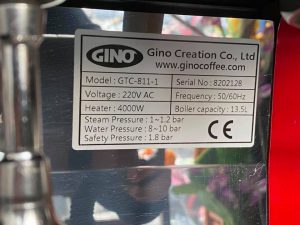 GINO Gino Creation Co., Ltd
www.ginocoffee.com
Model : GTC-811-1 Serial No.: 8202128
Voltage : 220V AC Frequency : 50/60Hz
Heater : 4000W Boiler capacity : 13.5L
Steam Pressure : 1~1.2 bar
Water Pressure : 8~10 bar
Safety Pressure : 1.8 bar
CE